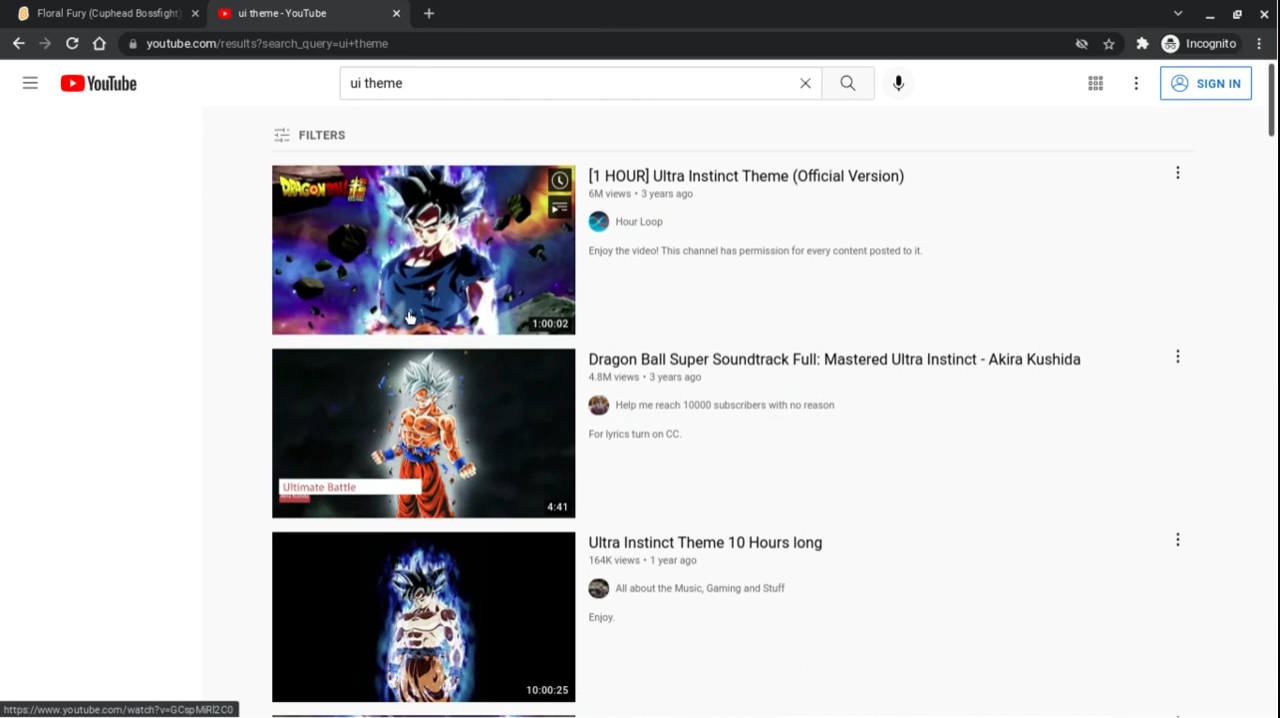 Floral Fury (Cuphead Bossfight)
ui theme - YouTube
youtube.com/results?search_query=ui+theme
Incognito
YouTube
ui theme
SIGN IN
FILTERS
DRAGONBALL
1:00:02
[1 HOUR] Ultra Instinct Theme (Official Version)
6M views • 3 years ago
Hour Loop
Enjoy the video! This channel has permission for every content posted to it.
Ultimate Battle
4:41
Dragon Ball Super Soundtrack Full: Mastered Ultra Instinct - Akira Kushida
4.8M views • 3 years ago
Help me reach 10000 subscribers with no reason
For lyrics turn on CC.
10:00:25
Ultra Instinct Theme 10 Hours long
164K views • 1 year ago
All about the Music, Gaming and Stuff
Enjoy.
https://www.youtube.com/watch?v=GCspMiRl2C0